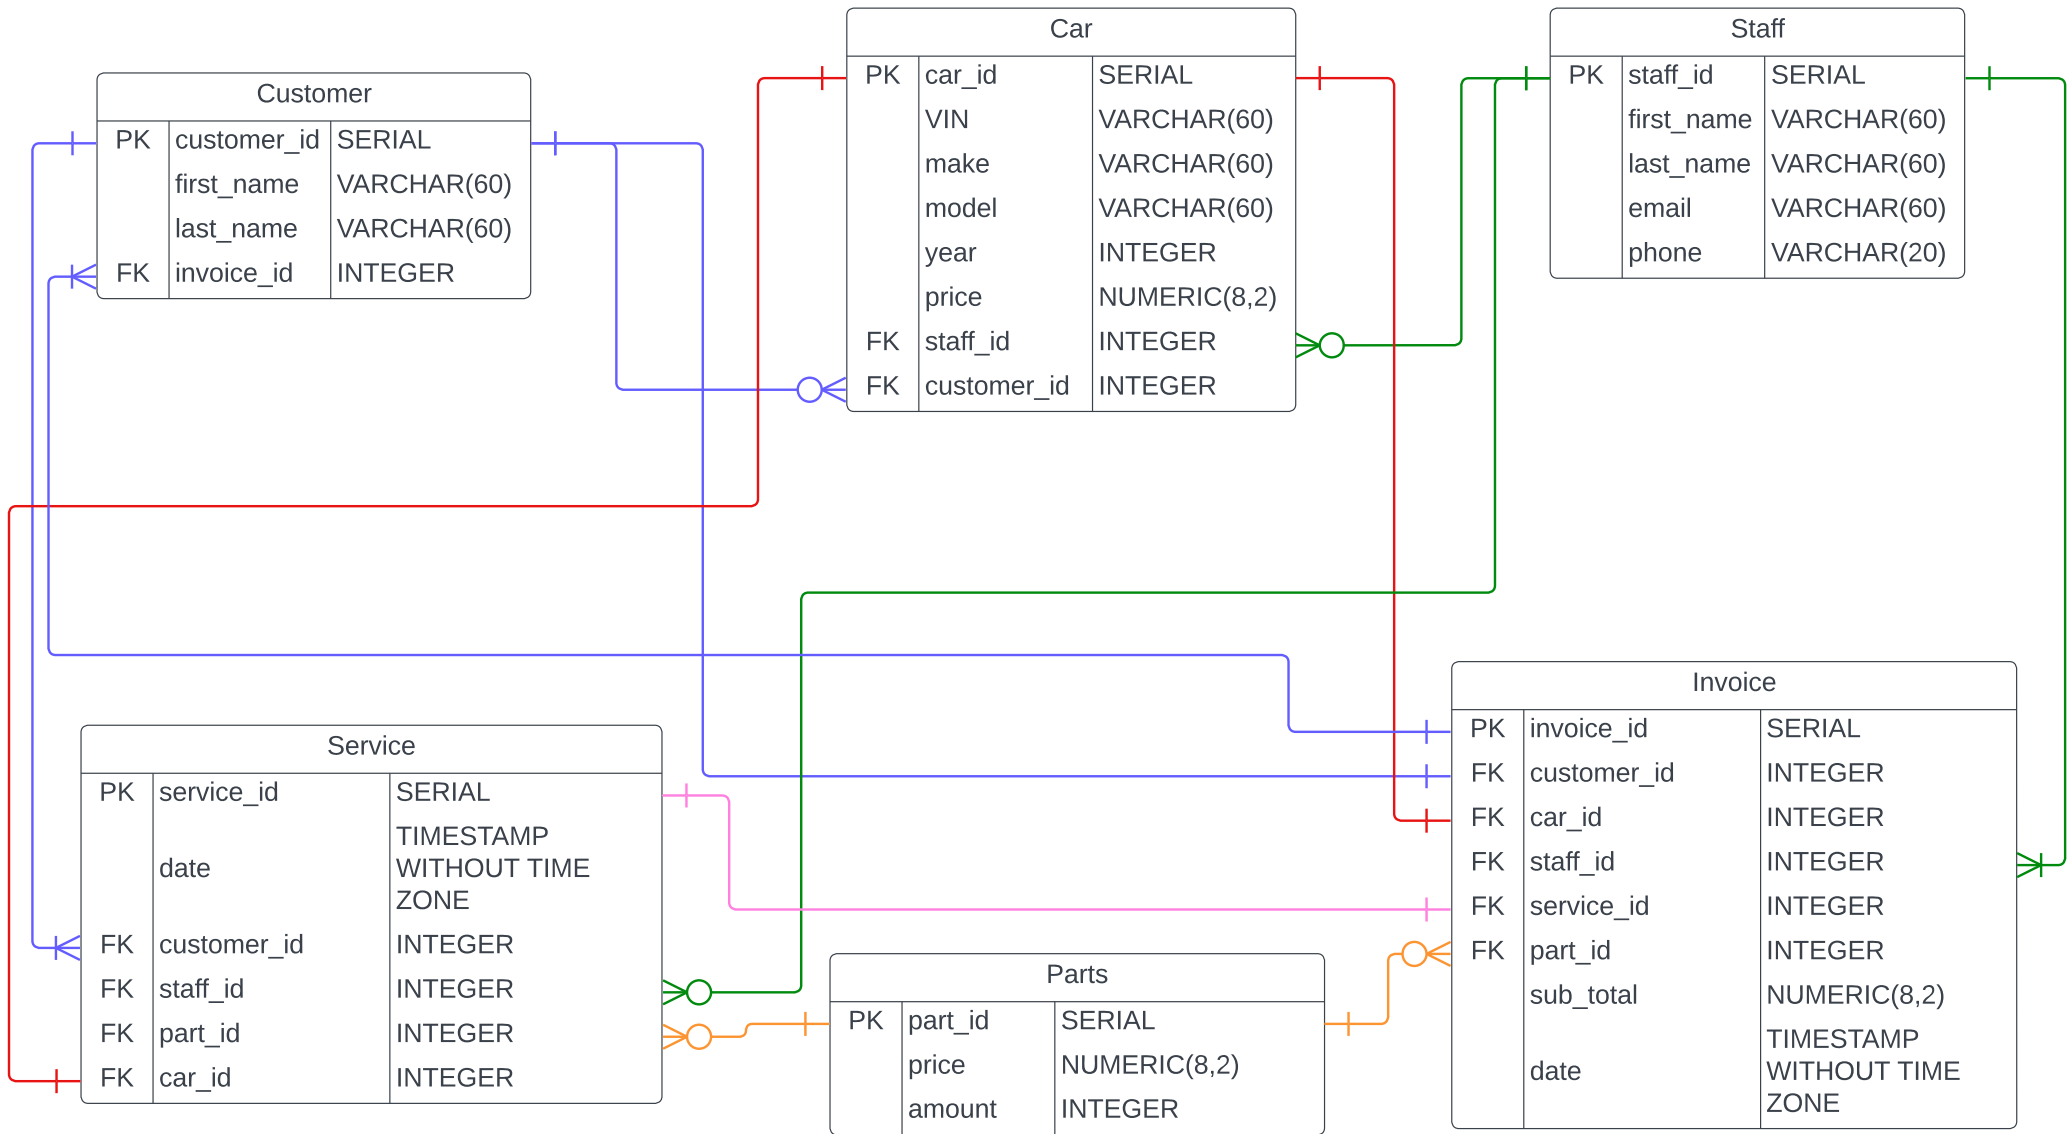 Customer
PK customer_id SERIAL
first_name VARCHAR(60)
last_name VARCHAR(60)
FK invoice_id INTEGER
Car
PK car_id SERIAL
VIN VARCHAR(60)
make VARCHAR(60)
model VARCHAR(60)
year INTEGER
price NUMERIC(8,2)
FK staff_id INTEGER
FK customer_id INTEGER
Staff
PK staff_id SERIAL
first_name VARCHAR(60)
last_name VARCHAR(60)
email VARCHAR(60)
phone VARCHAR(20)
Service
PK service_id SERIAL
date TIMESTAMP
WITHOUT TIME
ZONE
FK customer_id INTEGER
FK staff_id INTEGER
FK part_id INTEGER
FK car_id INTEGER
Parts
PK part_id SERIAL
price NUMERIC(8,2)
amount INTEGER
Invoice
PK invoice_id SERIAL
FK customer_id INTEGER
FK car_id INTEGER
FK staff_id INTEGER
FK service_id INTEGER
FK part_id INTEGER
sub_total NUMERIC(8,2)
date TIMESTAMP
WITHOUT TIME
ZONE